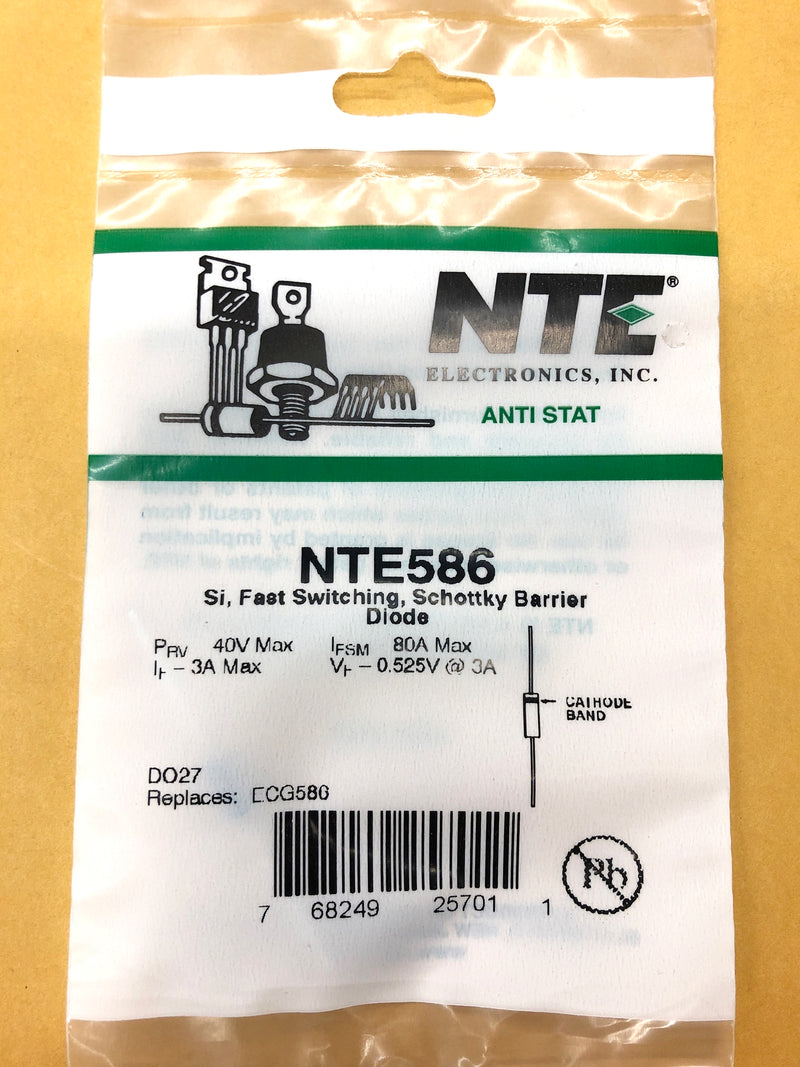 NTE®
ELECTRONICS, INC.
ANTI STAT
NTE586
Si, Fast Switching, Schottky Barrier
Diode
PRV 40V Max IFSM 80A Max
IF – 3A Max VF – 0.525V @ 3A
CATHODE
BAND
DO27
Replaces: ECG586
7 68249 25701 1
Pb